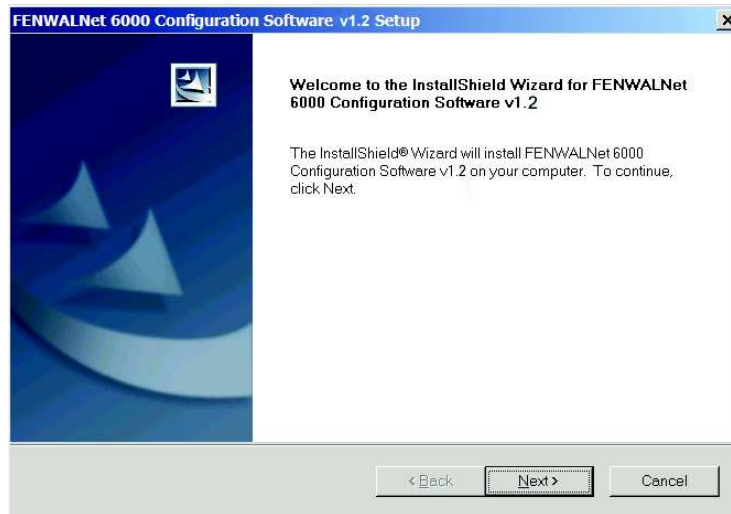 FENWALNet 6000 Configuration Software v1.2 Setup
Welcome to the InstallShield Wizard for FENWALNet
6000 Configuration Software v1.2
The InstallShield® Wizard will install FENWALNet 6000
Configuration Software v1.2 on your computer. To continue,
click Next.
< Back Next > Cancel